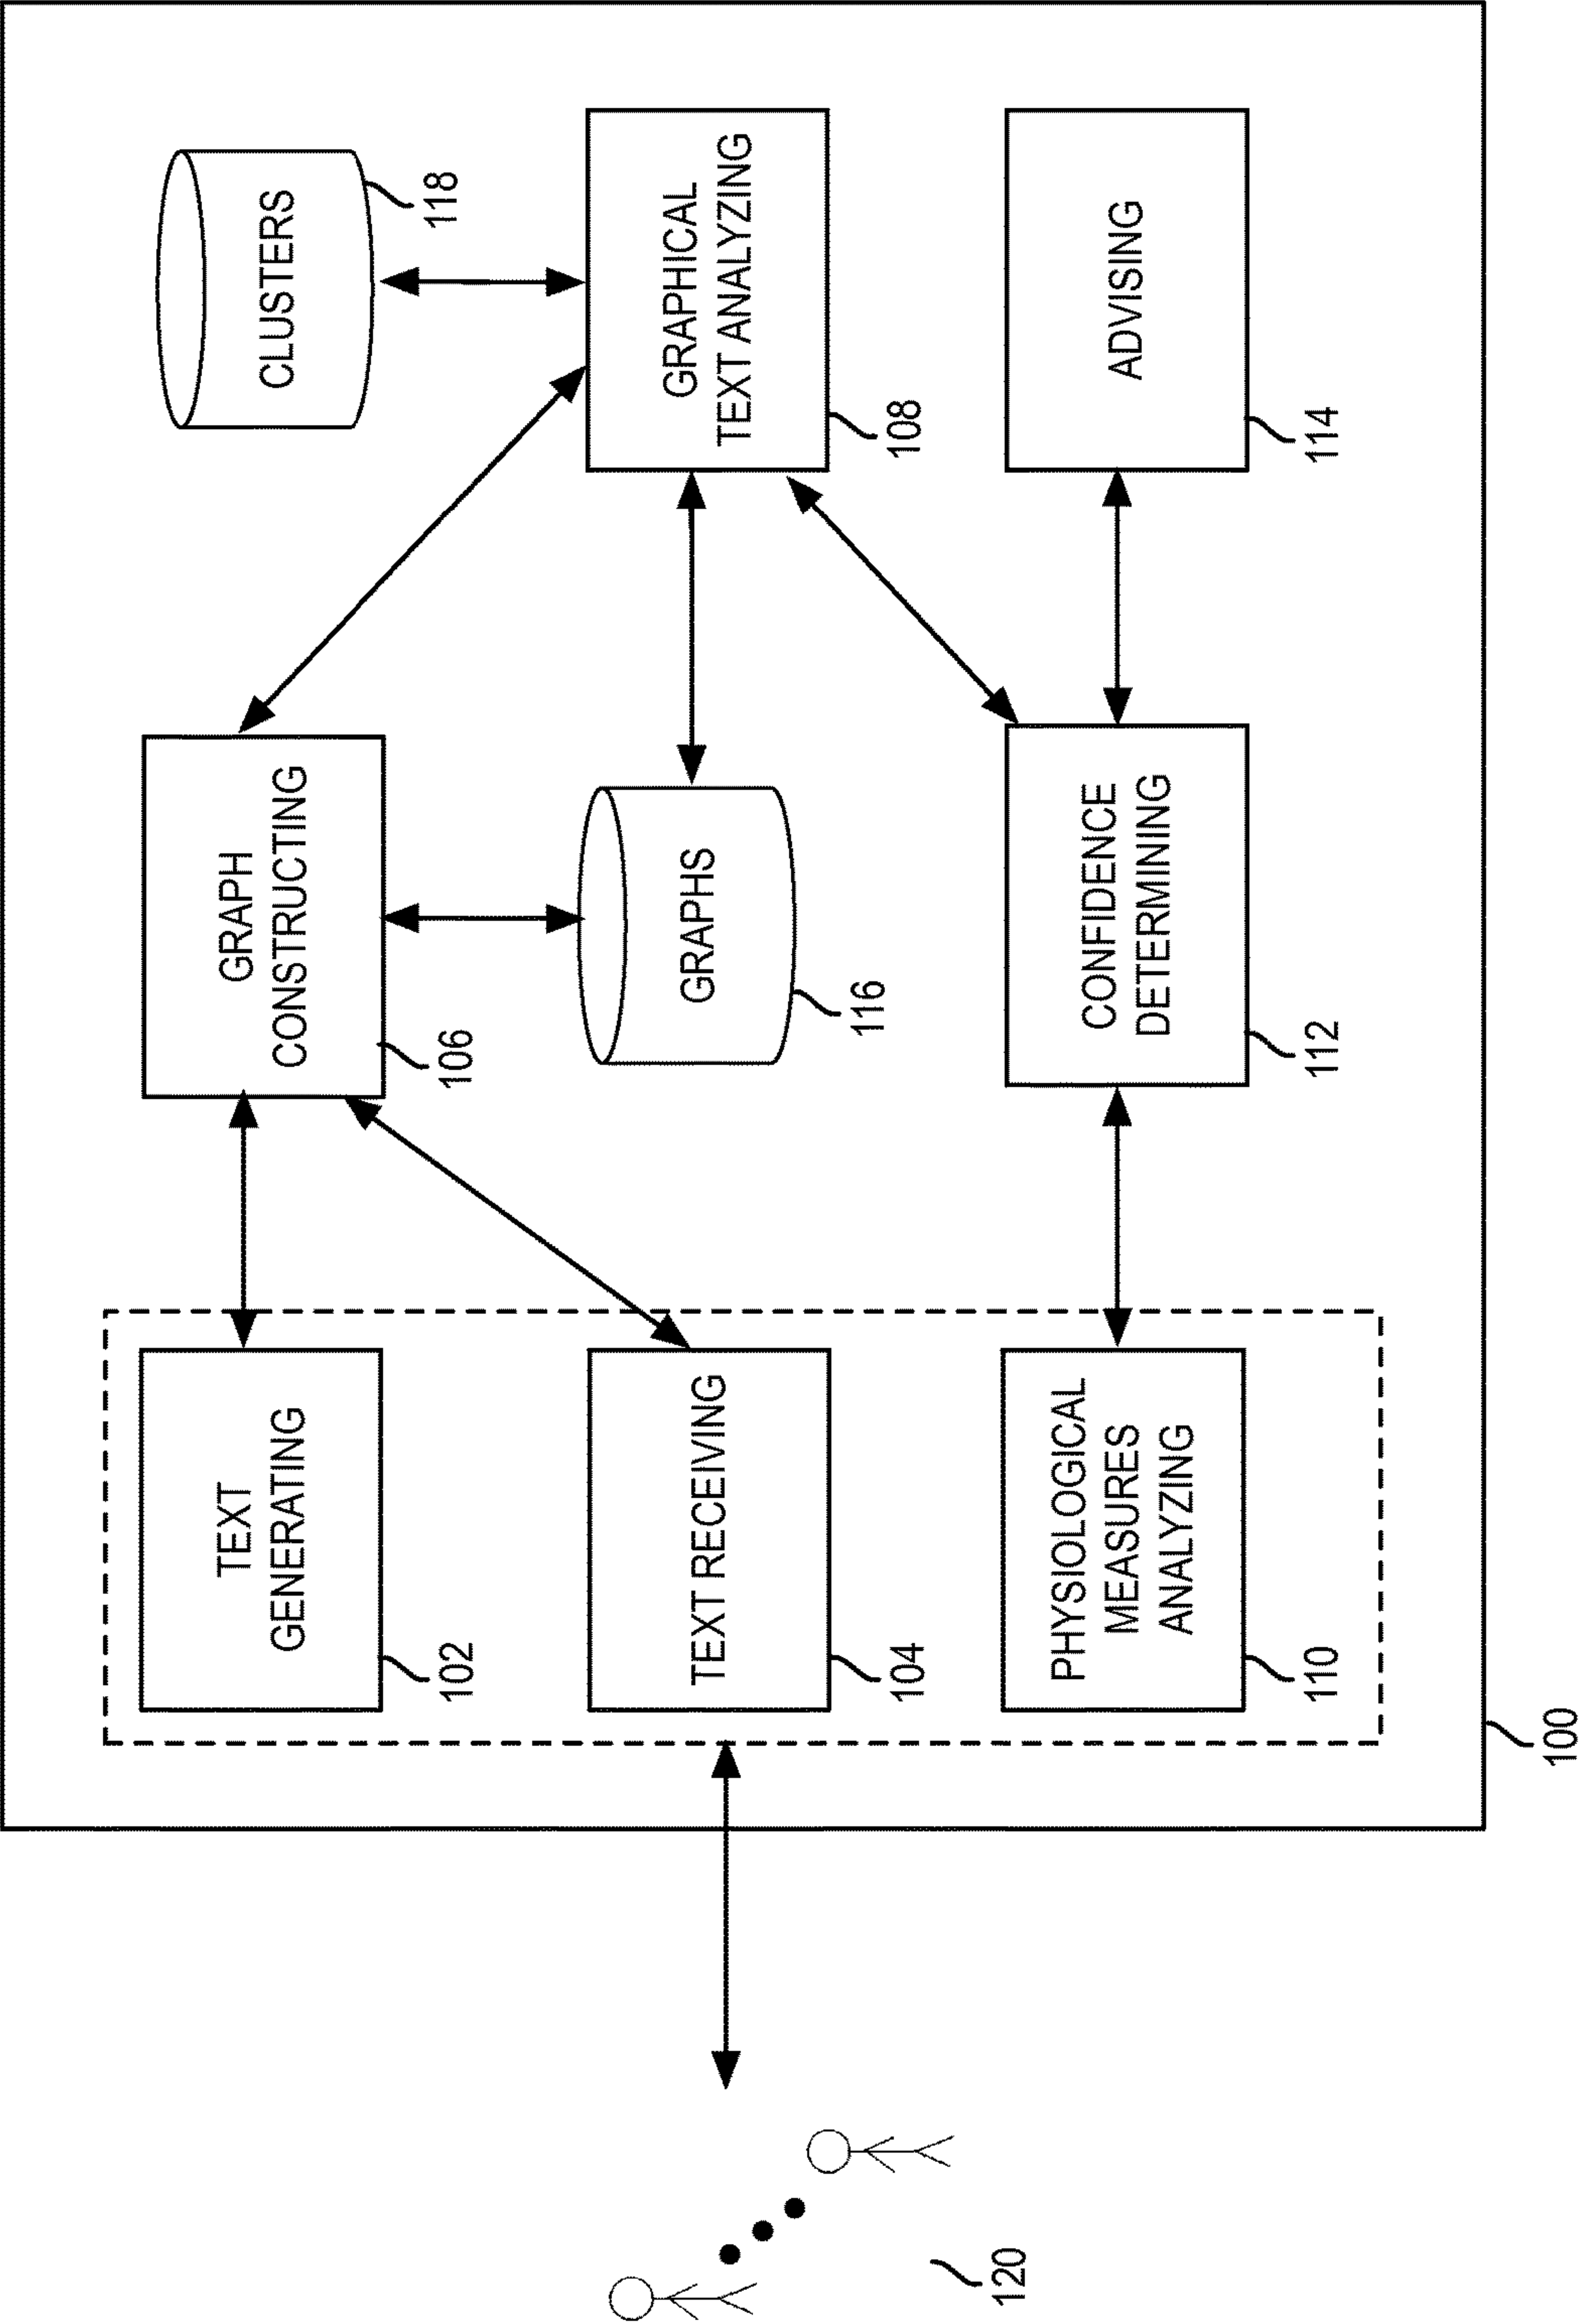 TEXT
GENERATING
102
GRAPH
CONSTRUCTING
106
CLUSTERS
118
TEXT RECEIVING
104
GRAPHS
116
GRAPHICAL
TEXT ANALYZING
108
PHYSIOLOGICAL
MEASURES
ANALYZING
110
CONFIDENCE
DETERMINING
112
ADVISING
114
120
100